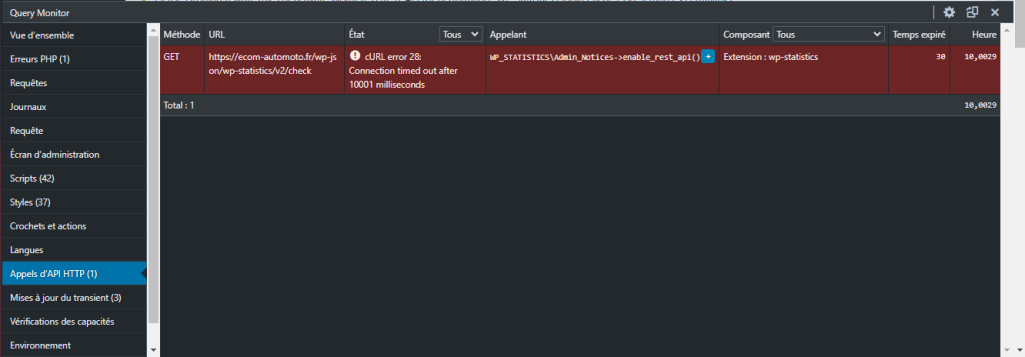 Query Monitor
Vue d'ensemble
Erreurs PHP (1)
Requêtes
Journaux
Requête
Écran d'administration
Scripts (42)
Styles (37)
Crochets et actions
Langues
Appels d'API HTTP (1)
Mises à jour du transient (3)
Vérifications des capacités
Environnement
Méthode URL État Tous Appelant Composant Tous Temps expiré Heure
GET https://ecom-automoto.fr/wp-js
on/wp-statistics/v2/check
cURL error 28:
Connection timed out after
10001 milliseconds
WP_STATISTICS\Admin_Notices->enable_rest_api() +
Extension : wp-statistics
30
10,0029
Total : 1 10,0029